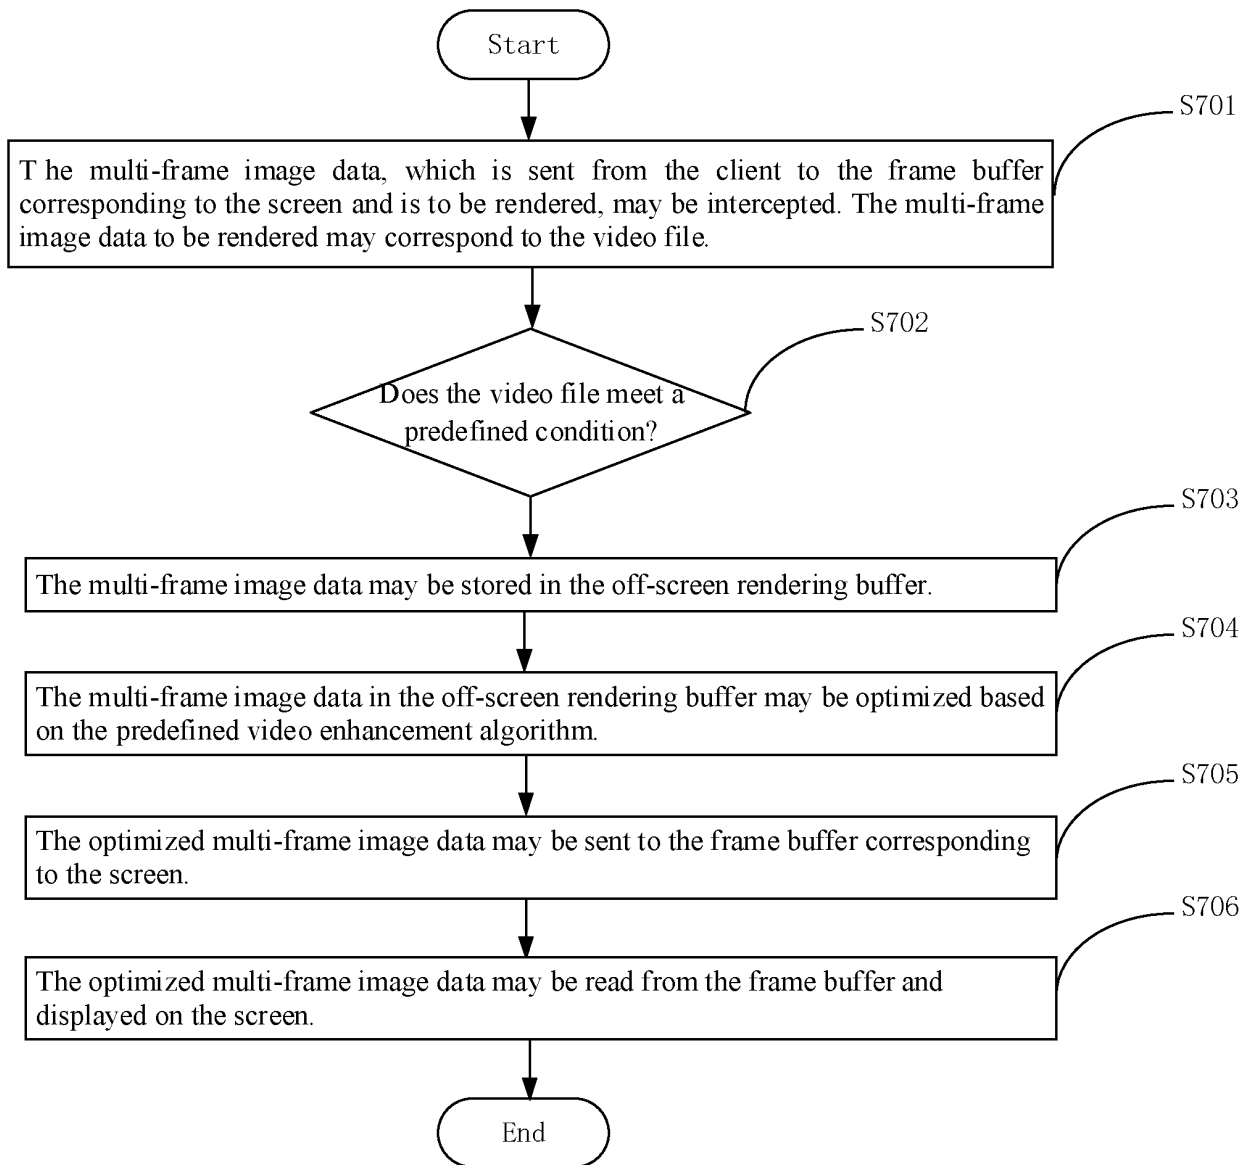 Start
S701
T he multi-frame image data, which is sent from the client to the frame buffer
corresponding to the screen and is to be rendered, may be intercepted. The multi-frame
image data to be rendered may correspond to the video file.
S702
Does the video file meet a
predefined condition?
S703
The multi-frame image data may be stored in the off-screen rendering buffer.
S704
The multi-frame image data in the off-screen rendering buffer may be optimized based
on the predefined video enhancement algorithm.
S705
The optimized multi-frame image data may be sent to the frame buffer corresponding
to the screen.
S706
The optimized multi-frame image data may be read from the frame buffer and
displayed on the screen.
End